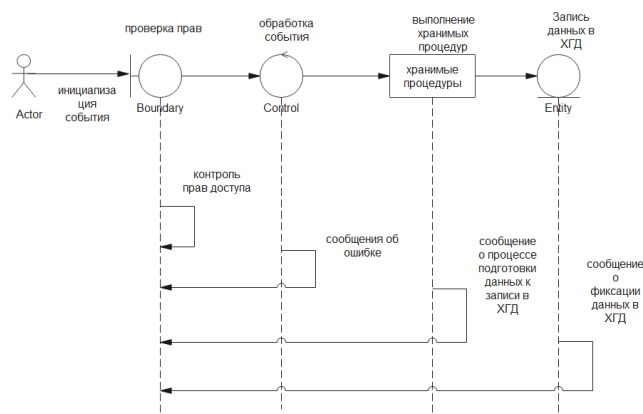 проверка прав
обработка
события
выполнение
хранимых
процедур
Запись
данных в
ХГД
инициализа
ция
события
хранимые
процедуры
Actor
Boundary
Control
Entity
контроль
прав доступа
сообщения об
ошибке
сообщение
о процессе
подготовки
данных к
записи в
ХГД
сообщение
о
фиксации
данных в
ХГД